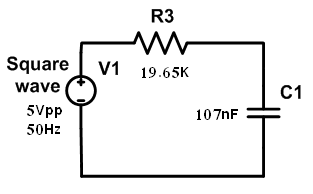 R3
19.65K
Square
wave
V1
5Vpp
50Hz
C1
107nF